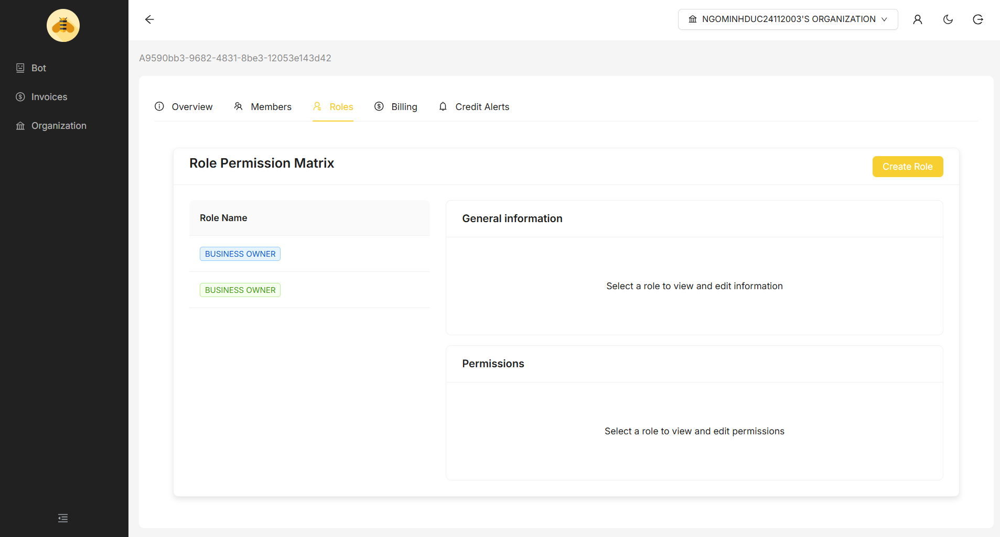 NGOMINHDUC24112003'S ORGANIZATION
Bot
Invoices
Organization
A9590bb3-9682-4831-8be3-12053e143d42
Overview
Members
Roles
Billing
Credit Alerts
Role Permission Matrix
Create Role
Role Name
BUSINESS OWNER
BUSINESS OWNER
General information
Select a role to view and edit information
Permissions
Select a role to view and edit permissions